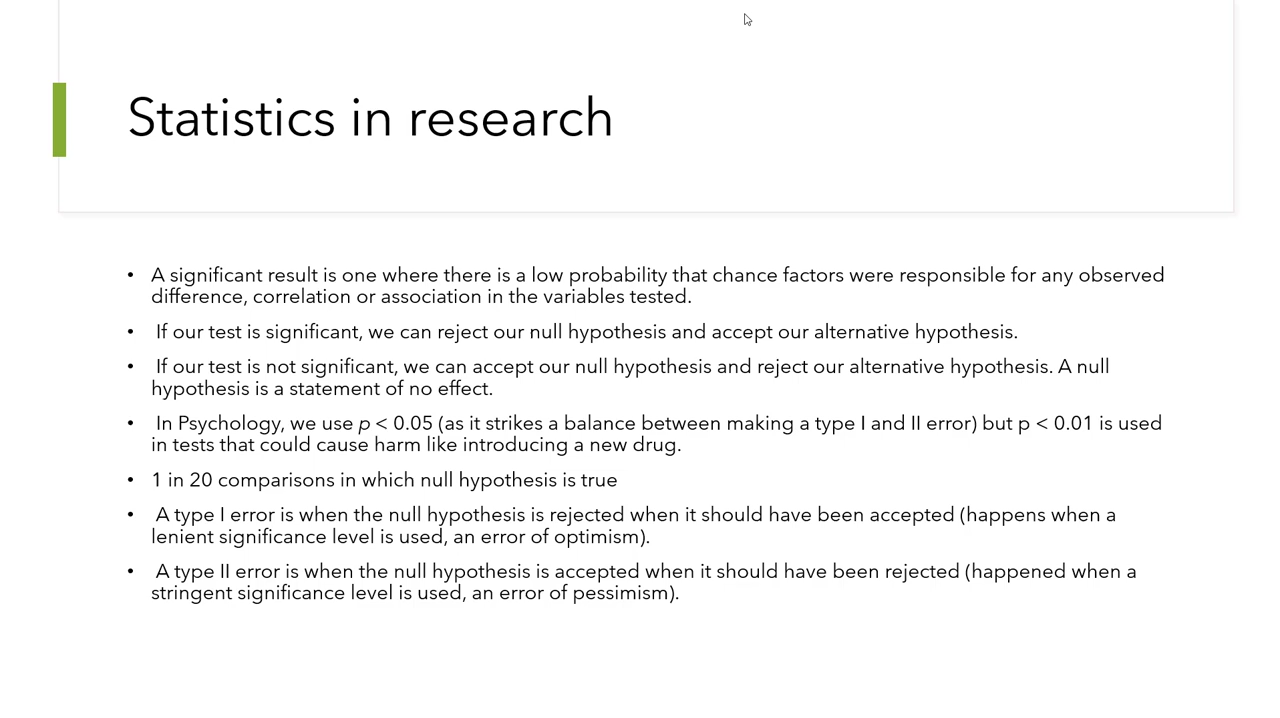 Statistics in research
• A significant result is one where there is a low probability that chance factors were responsible for any observed
difference, correlation or association in the variables tested.
• If our test is significant, we can reject our null hypothesis and accept our alternative hypothesis.
• If our test is not significant, we can accept our null hypothesis and reject our alternative hypothesis. A null
hypothesis is a statement of no effect.
• In Psychology, we use p < 0.05 (as it strikes a balance between making a type I and II error) but p < 0.01 is used
in tests that could cause harm like introducing a new drug.
• 1 in 20 comparisons in which null hypothesis is true
• A type I error is when the null hypothesis is rejected when it should have been accepted (happens when a
lenient significance level is used, an error of optimism).
• A type II error is when the null hypothesis is accepted when it should have been rejected (happened when a
stringent significance level is used, an error of pessimism).